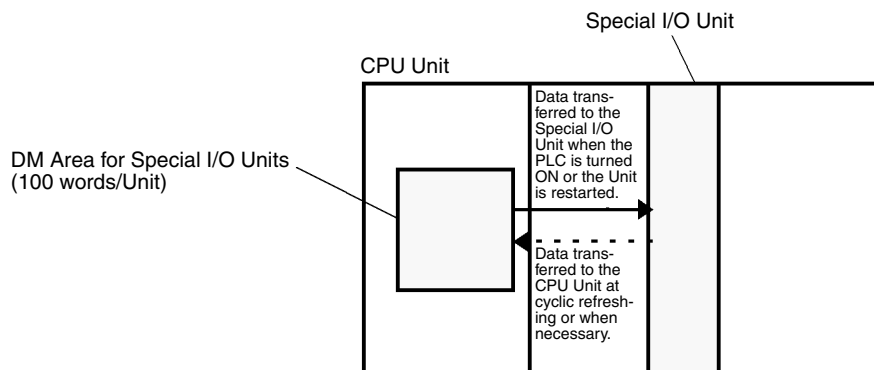 Special I/O Unit
CPU Unit
Data trans-
ferred to the
Special I/O
Unit when the
PLC is turned
ON or the Unit
is restarted.
DM Area for Special I/O Units
(100 words/Unit)
Data trans-
ferred to the
CPU Unit at
cyclic refresh-
ing or when
necessary.